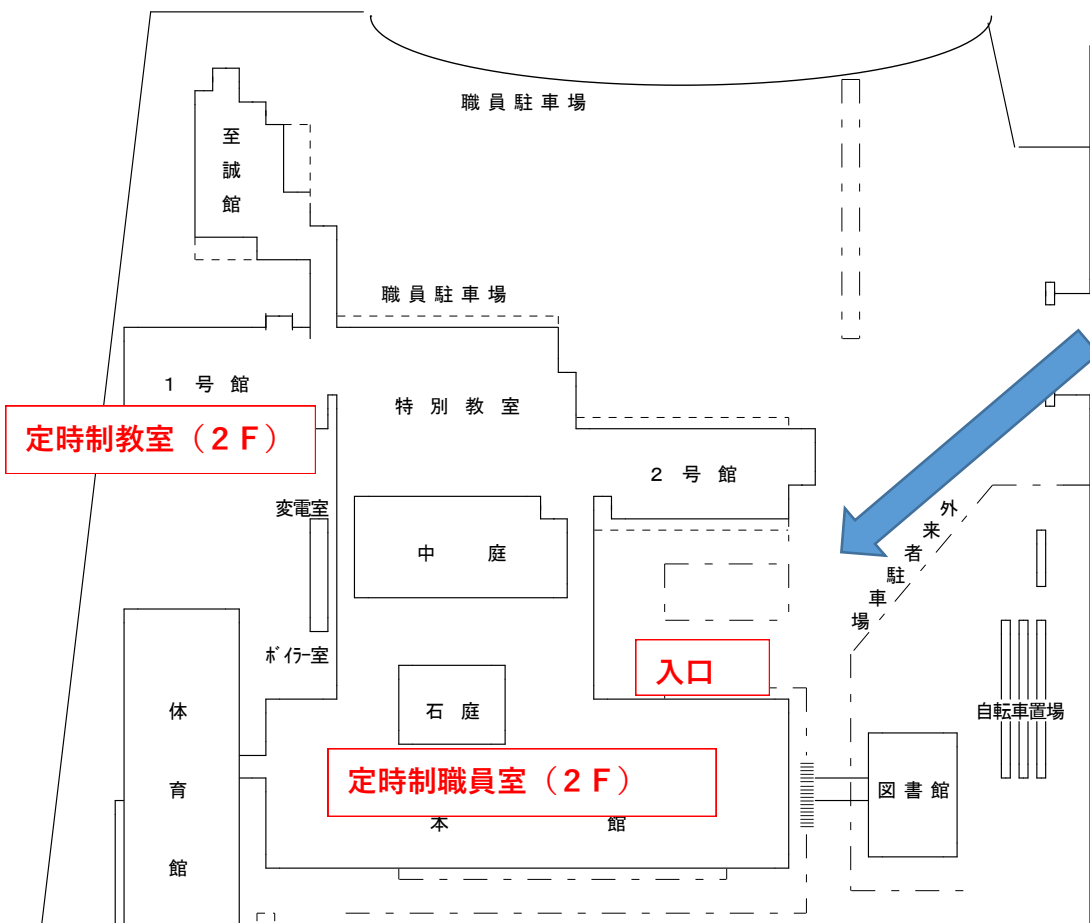 職員駐車場
至誠館
職員駐車場
1号館
特別教室
定時制教室（２Ｆ）
2号館
変電室
外来者駐車場
中庭
ﾎﾞｲﾗｰ室
入口
体育館
石庭
自転車置場
定時制職員室（２Ｆ）
図書館
本館